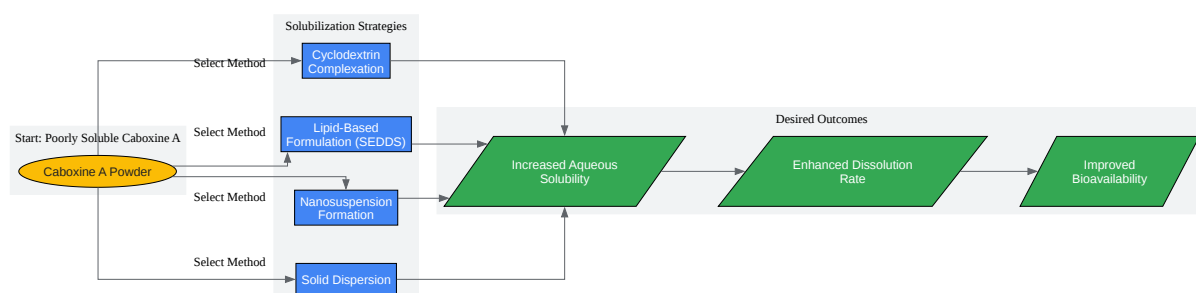 Solubilization Strategies
Select Method
Cyclodextrin
Complexation
Start: Poorly Soluble Caboxine A
Caboxine A Powder
Select Method
Lipid-Based
Formulation (SEDDS)
Select Method
Nanosuspension
Formation
Select Method
Solid Dispersion
Desired Outcomes
Increased Aqueous
Solubility
Enhanced Dissolution
Rate
Improved
Bioavailability